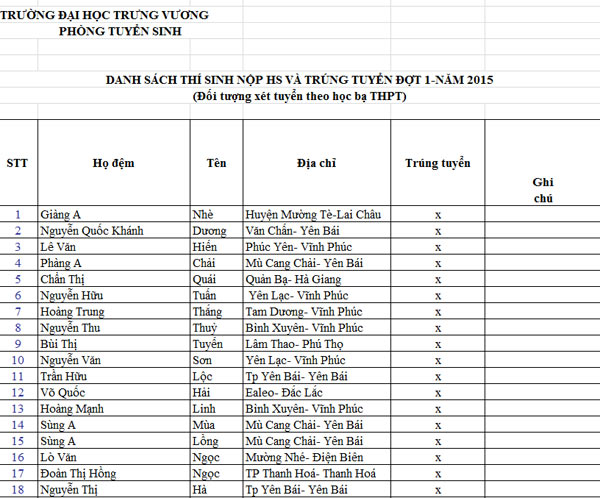 TRƯỜNG ĐẠI HỌC TRƯNG VƯƠNG
PHÒNG TUYỂN SINH
DANH SÁCH THÍ SINH NỘP HS VÀ TRÚNG TUYỂN ĐỢT 1-NĂM 2015
(Đối tượng xét tuyển theo học bạ THPT)
STT Họ đệm Tên Địa chỉ Trúng tuyển Ghi
chú
1 Giàng A Nhè Huyện Mường Tè-Lai Châu x
2 Nguyễn Quốc Khánh Dương Văn Chấn- Yên Bái x
3 Lê Văn Hiến Phúc Yên- Vĩnh Phúc x
4 Phàng A Chải Mù Cang Chải- Yên Bái x
5 Chẩn Thị Quái Quản Bạ- Hà Giang x
6 Nguyễn Hữu Tuấn Yên Lạc- Vĩnh Phúc x
7 Hoàng Trung Thắng Tam Dương- Vĩnh Phúc x
8 Nguyễn Thu Thuỷ Bình Xuyên- Vĩnh Phúc x
9 Bùi Thị Tuyến Lâm Thao- Phú Thọ x
10 Nguyễn Văn Sơn Yên Lạc- Vĩnh Phúc x
11 Trần Hữu Lộc Tp Yên Bái- Yên Bái x
12 Võ Quốc Hải Ealeo- Đắc Lắc x
13 Hoàng Mạnh Linh Bình Xuyên- Vĩnh Phúc x
14 Sùng A Mùa Mù Cang Chải- Yên Bái x
15 Sùng A Lồng Mù Cang Chải- Yên Bái x
16 Lò Văn Ngọc Mường Nhé- Điện Biên x
17 Đoàn Thị Hồng Ngọc TP Thanh Hoá- Thanh Hoá x
18 Nguyễn Thị Hà Tp Yên Bái- Yên Bái x